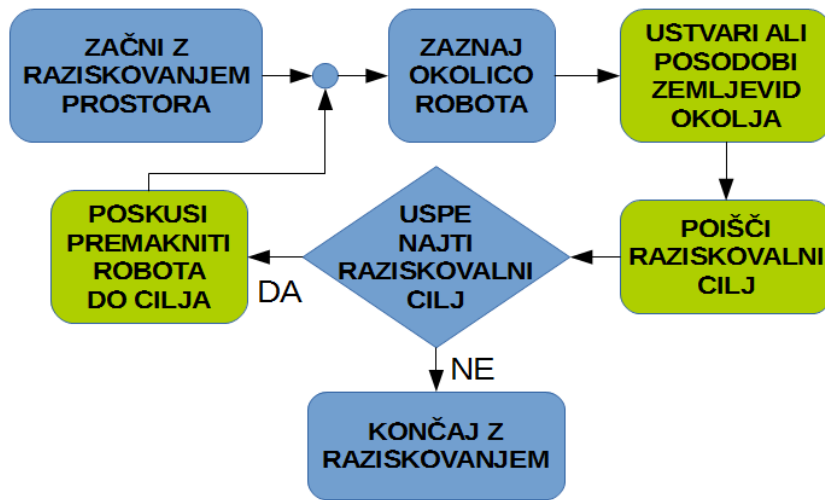 ZAČNI Z
RAZISKOVANJEM
PROSTORA
ZAZNAJ
OKOLICO
ROBOTA
USTVARI ALI
POSODOBI
ZEMLJEVID
OKOLJA
POIŠČI
RAZISKOVALNI
CILJ
USPE
NAJTI
RAZISKOVALNI
CILJ
DA
POSKUSI
PREMAKNITI
ROBOTA
DO CILJA
NE
KONČAJ Z
RAZISKOVANJEM